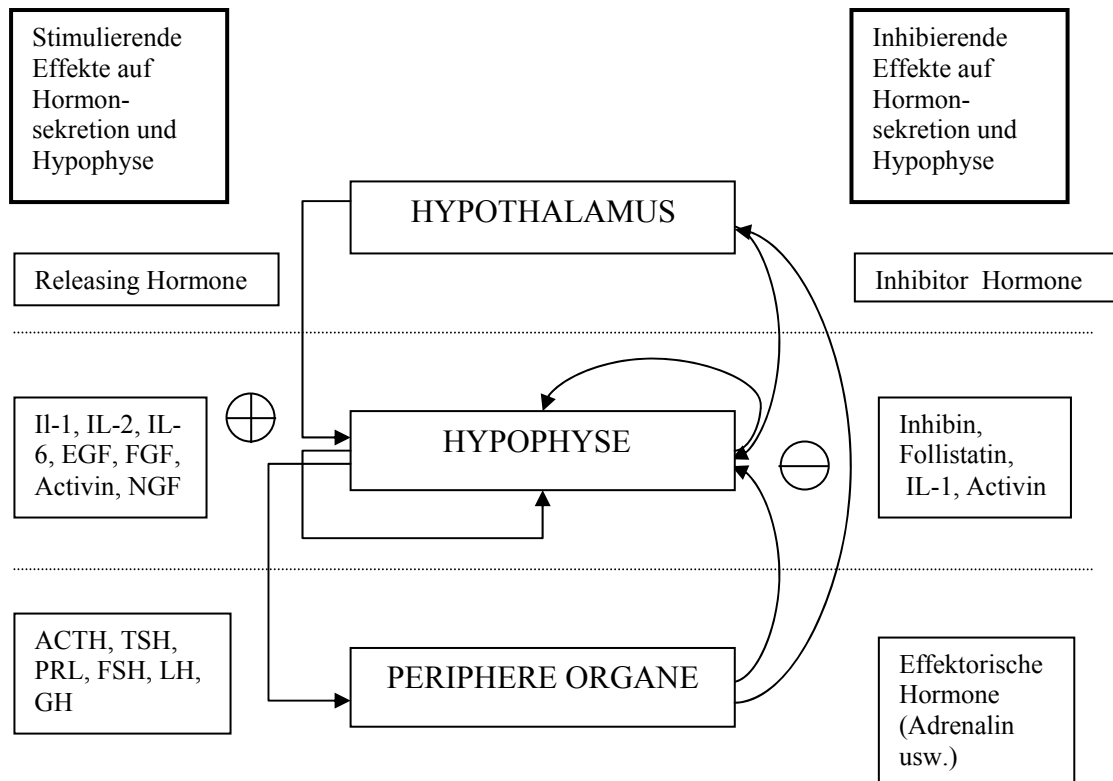 Stimulierende
Effekte auf
Hormon-
sekretion und
Hypophyse
Inhibierende
Effekte auf
Hormon-
sekretion und
Hypophyse
HYPOTHALAMUS
Releasing Hormone
Inhibitor Hormone
Il-1, IL-2, IL-
6, EGF, FGF,
Activin, NGF
HYPOPHYSE
Inhibin,
Follistatin,
IL-1, Activin
ACTH, TSH,
PRL, FSH, LH,
GH
PERIPHERE ORGANE
Effektorische
Hormone
(Adrenalin
usw.)